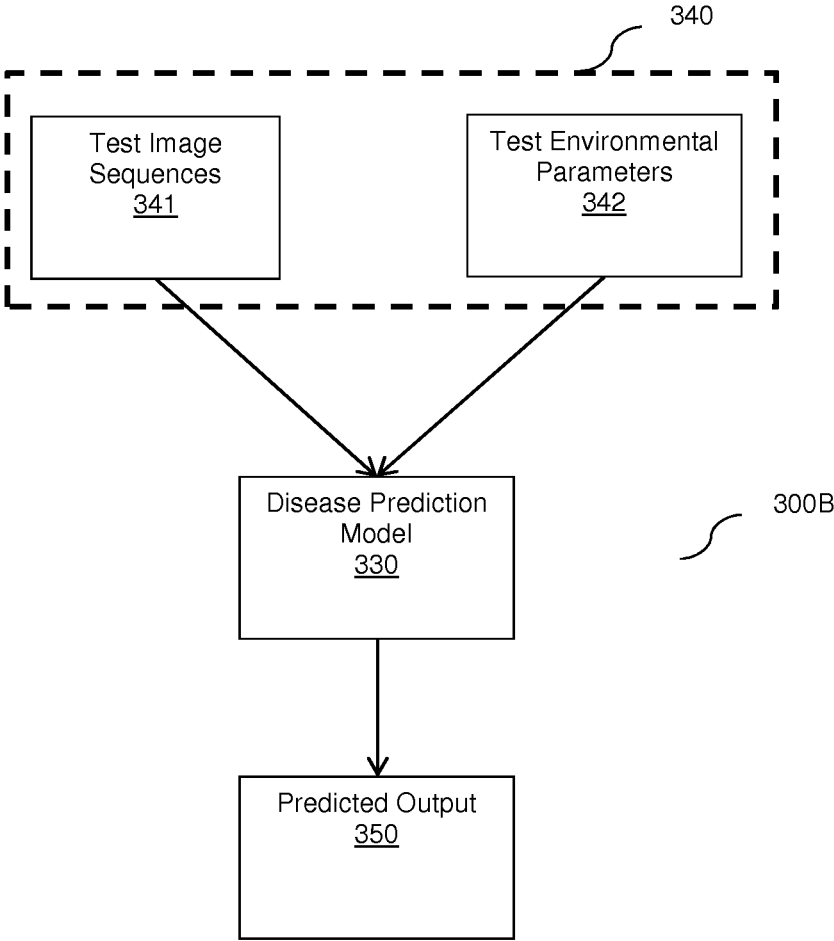 340
Test Image
Sequences
341
Test Environmental
Parameters
342
Disease Prediction
Model
330
300B
Predicted Output
350